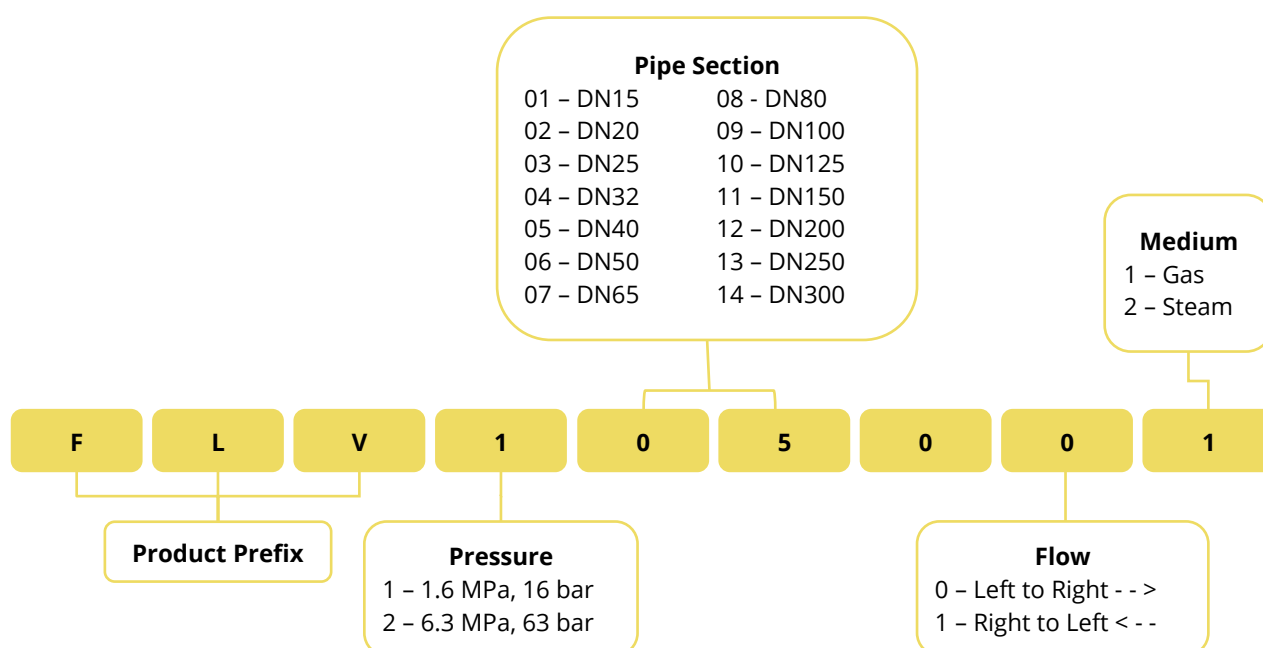 Pipe Section
01 – DN15
02 – DN20
03 – DN25
04 – DN32
05 – DN40
06 – DN50
07 – DN65
08 - DN80
09 – DN100
10 – DN125
11 – DN150
12 – DN200
13 – DN250
14 – DN300
Medium
1 – Gas
2 – Steam
F L V 1 0 5 0 0 1
Product Prefix
Pressure
1 – 1.6 MPa, 16 bar
2 – 6.3 MPa, 63 bar
Flow
0 – Left to Right - - >
1 – Right to Left < - -